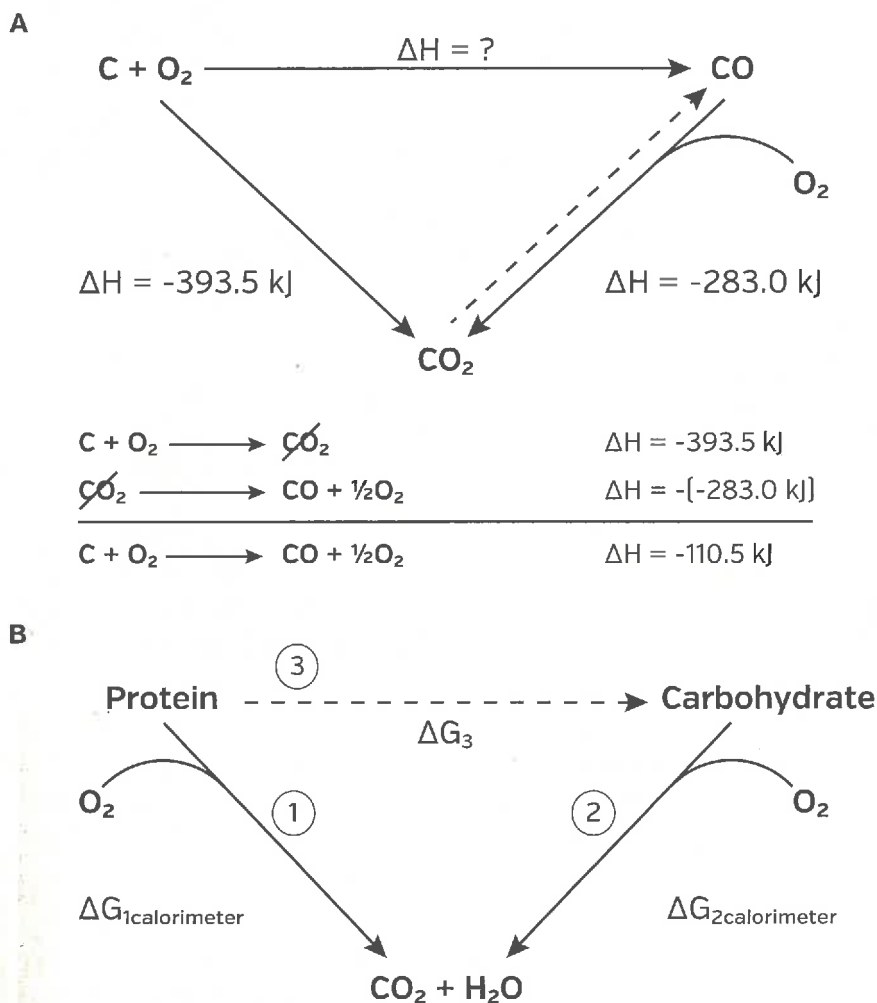 A
ΔH = ?
C + O₂ CO
O₂
ΔH = -393.5 kJ ΔH = -283.0 kJ
CO₂
C + O₂ CO₂ ΔH = -393.5 kJ
CO₂ CO + ½O₂ ΔH = -(-283.0 kJ)
C + O₂ CO + ½O₂ ΔH = -110.5 kJ
B
3
Protein Carbohydrate
ΔG₃
O₂ 1 2 O₂
ΔG₁calorimeter ΔG₂calorimeter
CO₂ + H₂O